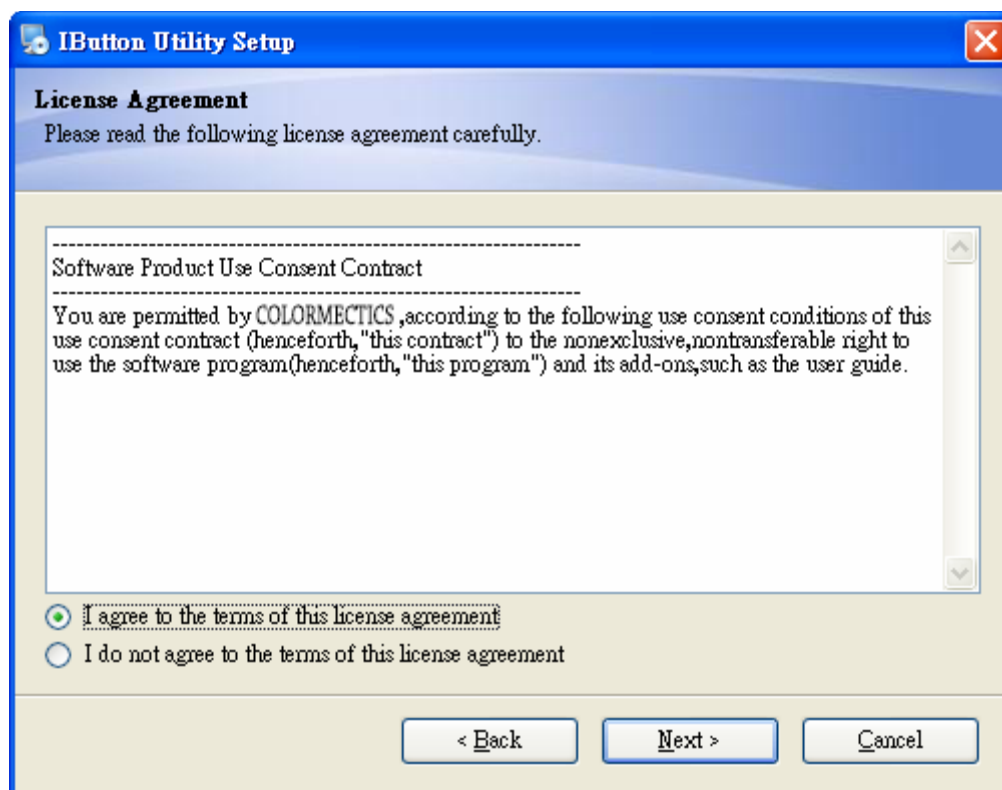 IButton Utility Setup
License Agreement
Please read the following license agreement carefully.
------------------------------------------------------------------
Software Product Use Consent Contract
------------------------------------------------------------------
You are permitted by COLORMECTICS ,according to the following use consent conditions of this
use consent contract (henceforth,"this contract") to the nonexclusive,nontransferable right to
use the software program(henceforth,"this program") and its add-ons,such as the user guide.
I agree to the terms of this license agreement
I do not agree to the terms of this license agreement
< Back
Next >
Cancel